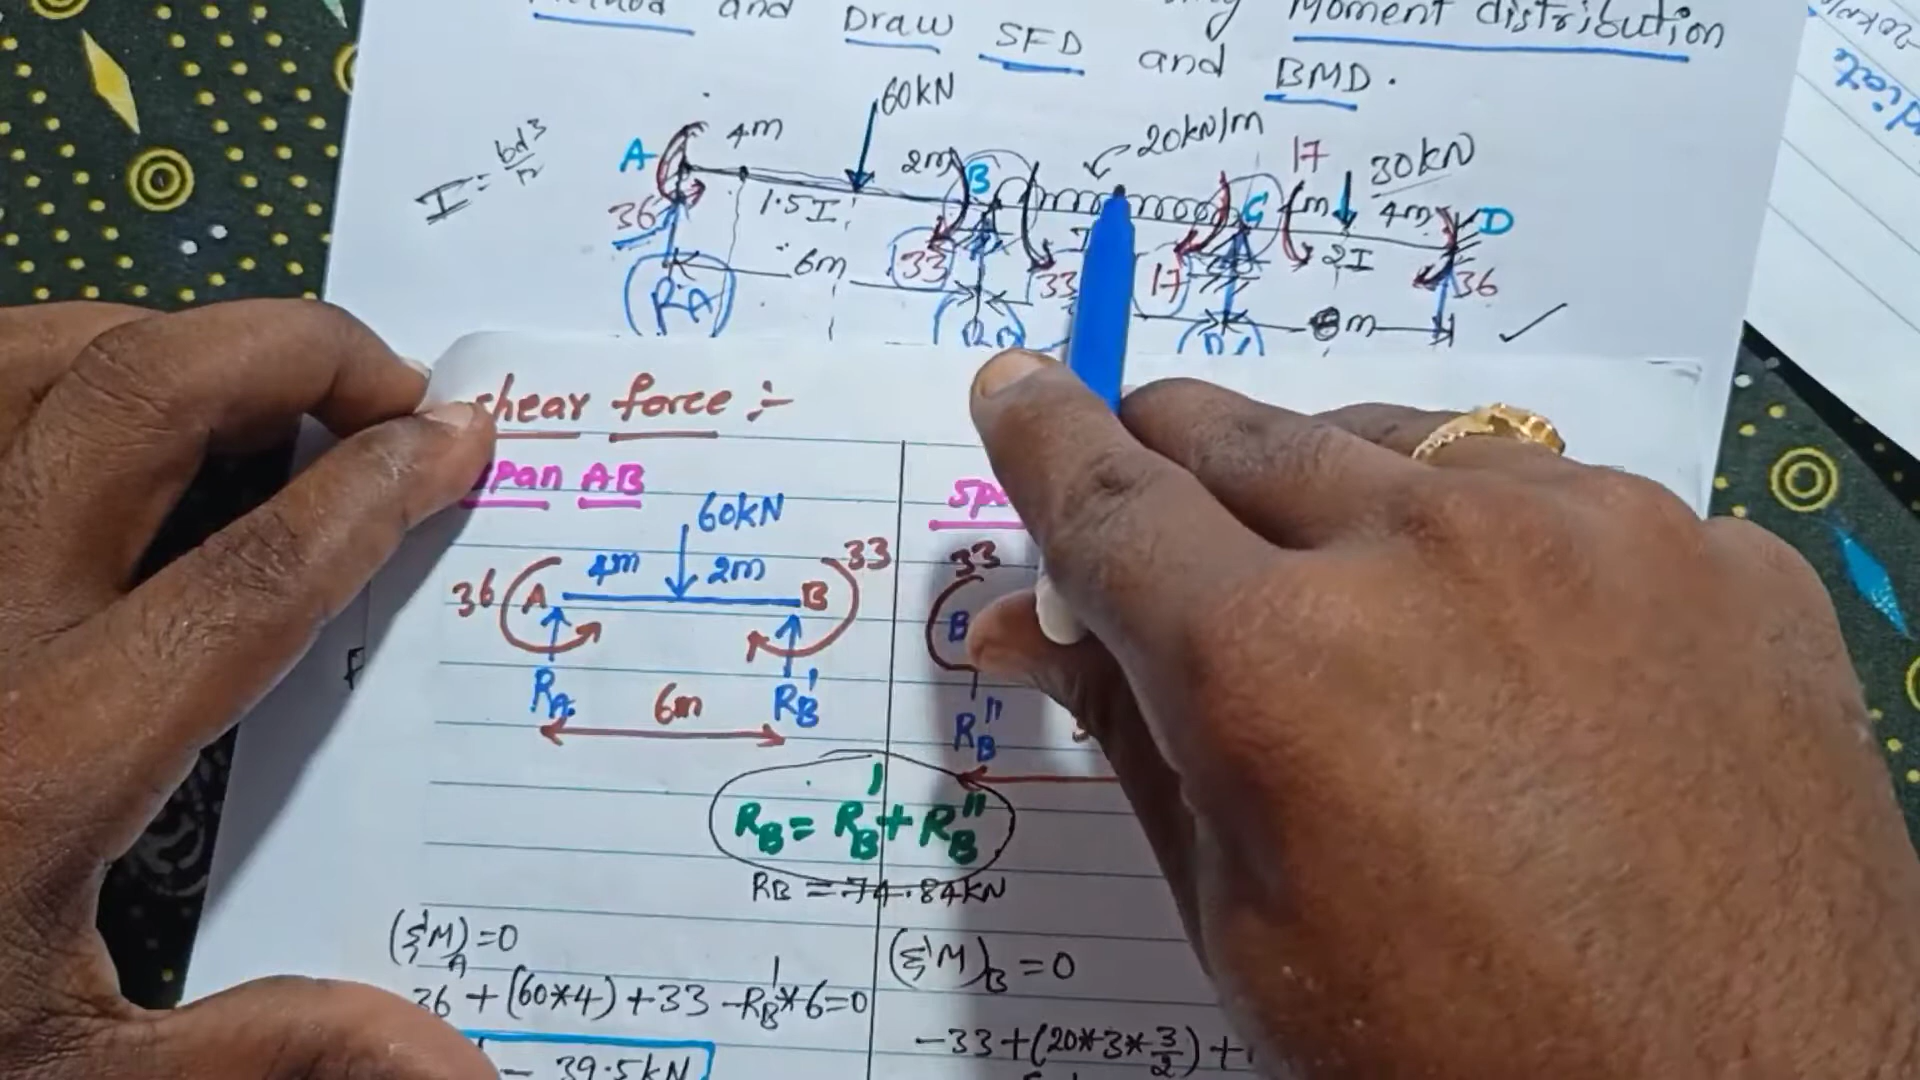 and Moment distribution
Draw SFD and BMD.
I = bd³/12
A 4m 60kN 2m B 20kN/m C 17 30kN 4m D
36 1.5I 33 33 17 2I 36
6m m
RA
shear force :-
span AB
60kN
36 A 4m 2m B 33
33
B
RA 6m RB' RB''
RB = RB' + RB''
RB = 74.84kN
(ΣM)A = 0
36 + (60*4) + 33 - RB'*6 = 0
(ΣM)B = 0
-33 + (20*3*3/2) +
= 39.5kN